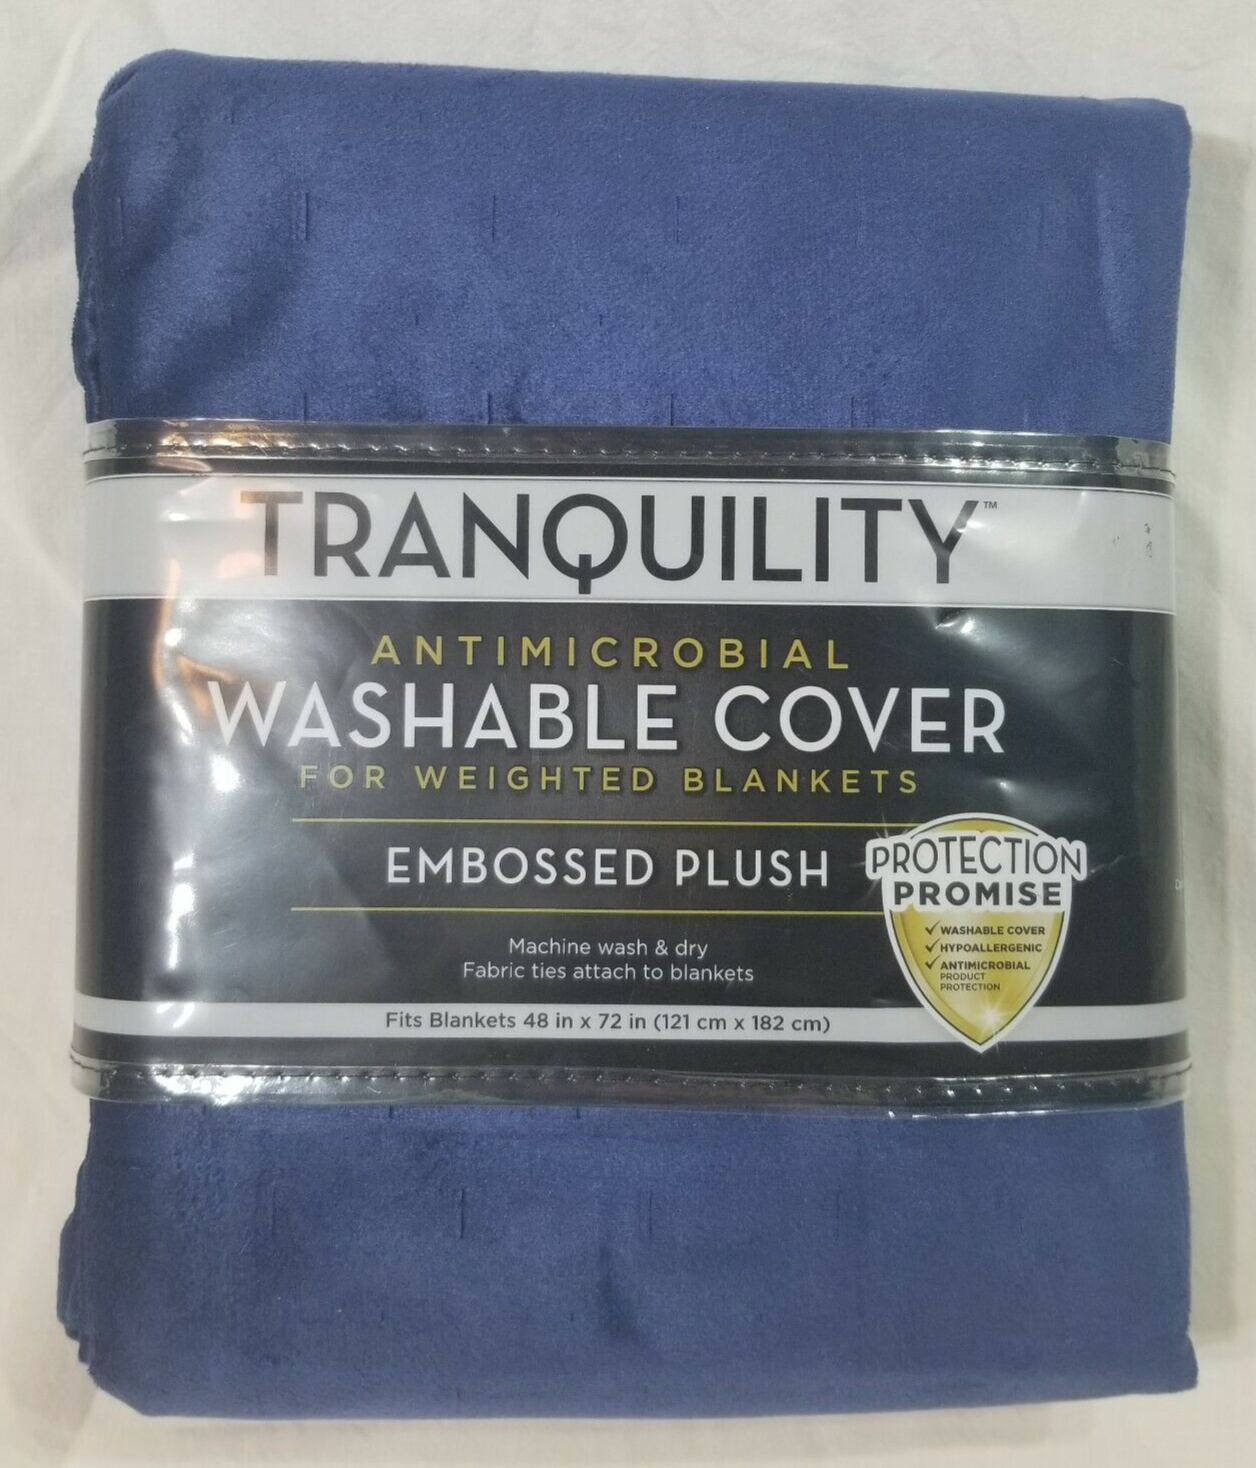 TRANQUILITY™
ANTIMICROBIAL
WASHABLE COVER
FOR WEIGHTED BLANKETS
EMBOSSED PLUSH
Machine wash & dry
Fabric ties attach to blankets
Fits Blankets 48 in x 72 in (121 cm x 182 cm)
PROTECTION
PROMISE
✓ WASHABLE COVER
✓ HYPOALLERGENIC
✓ ANTIMICROBIAL
PRODUCT
PROTECTION